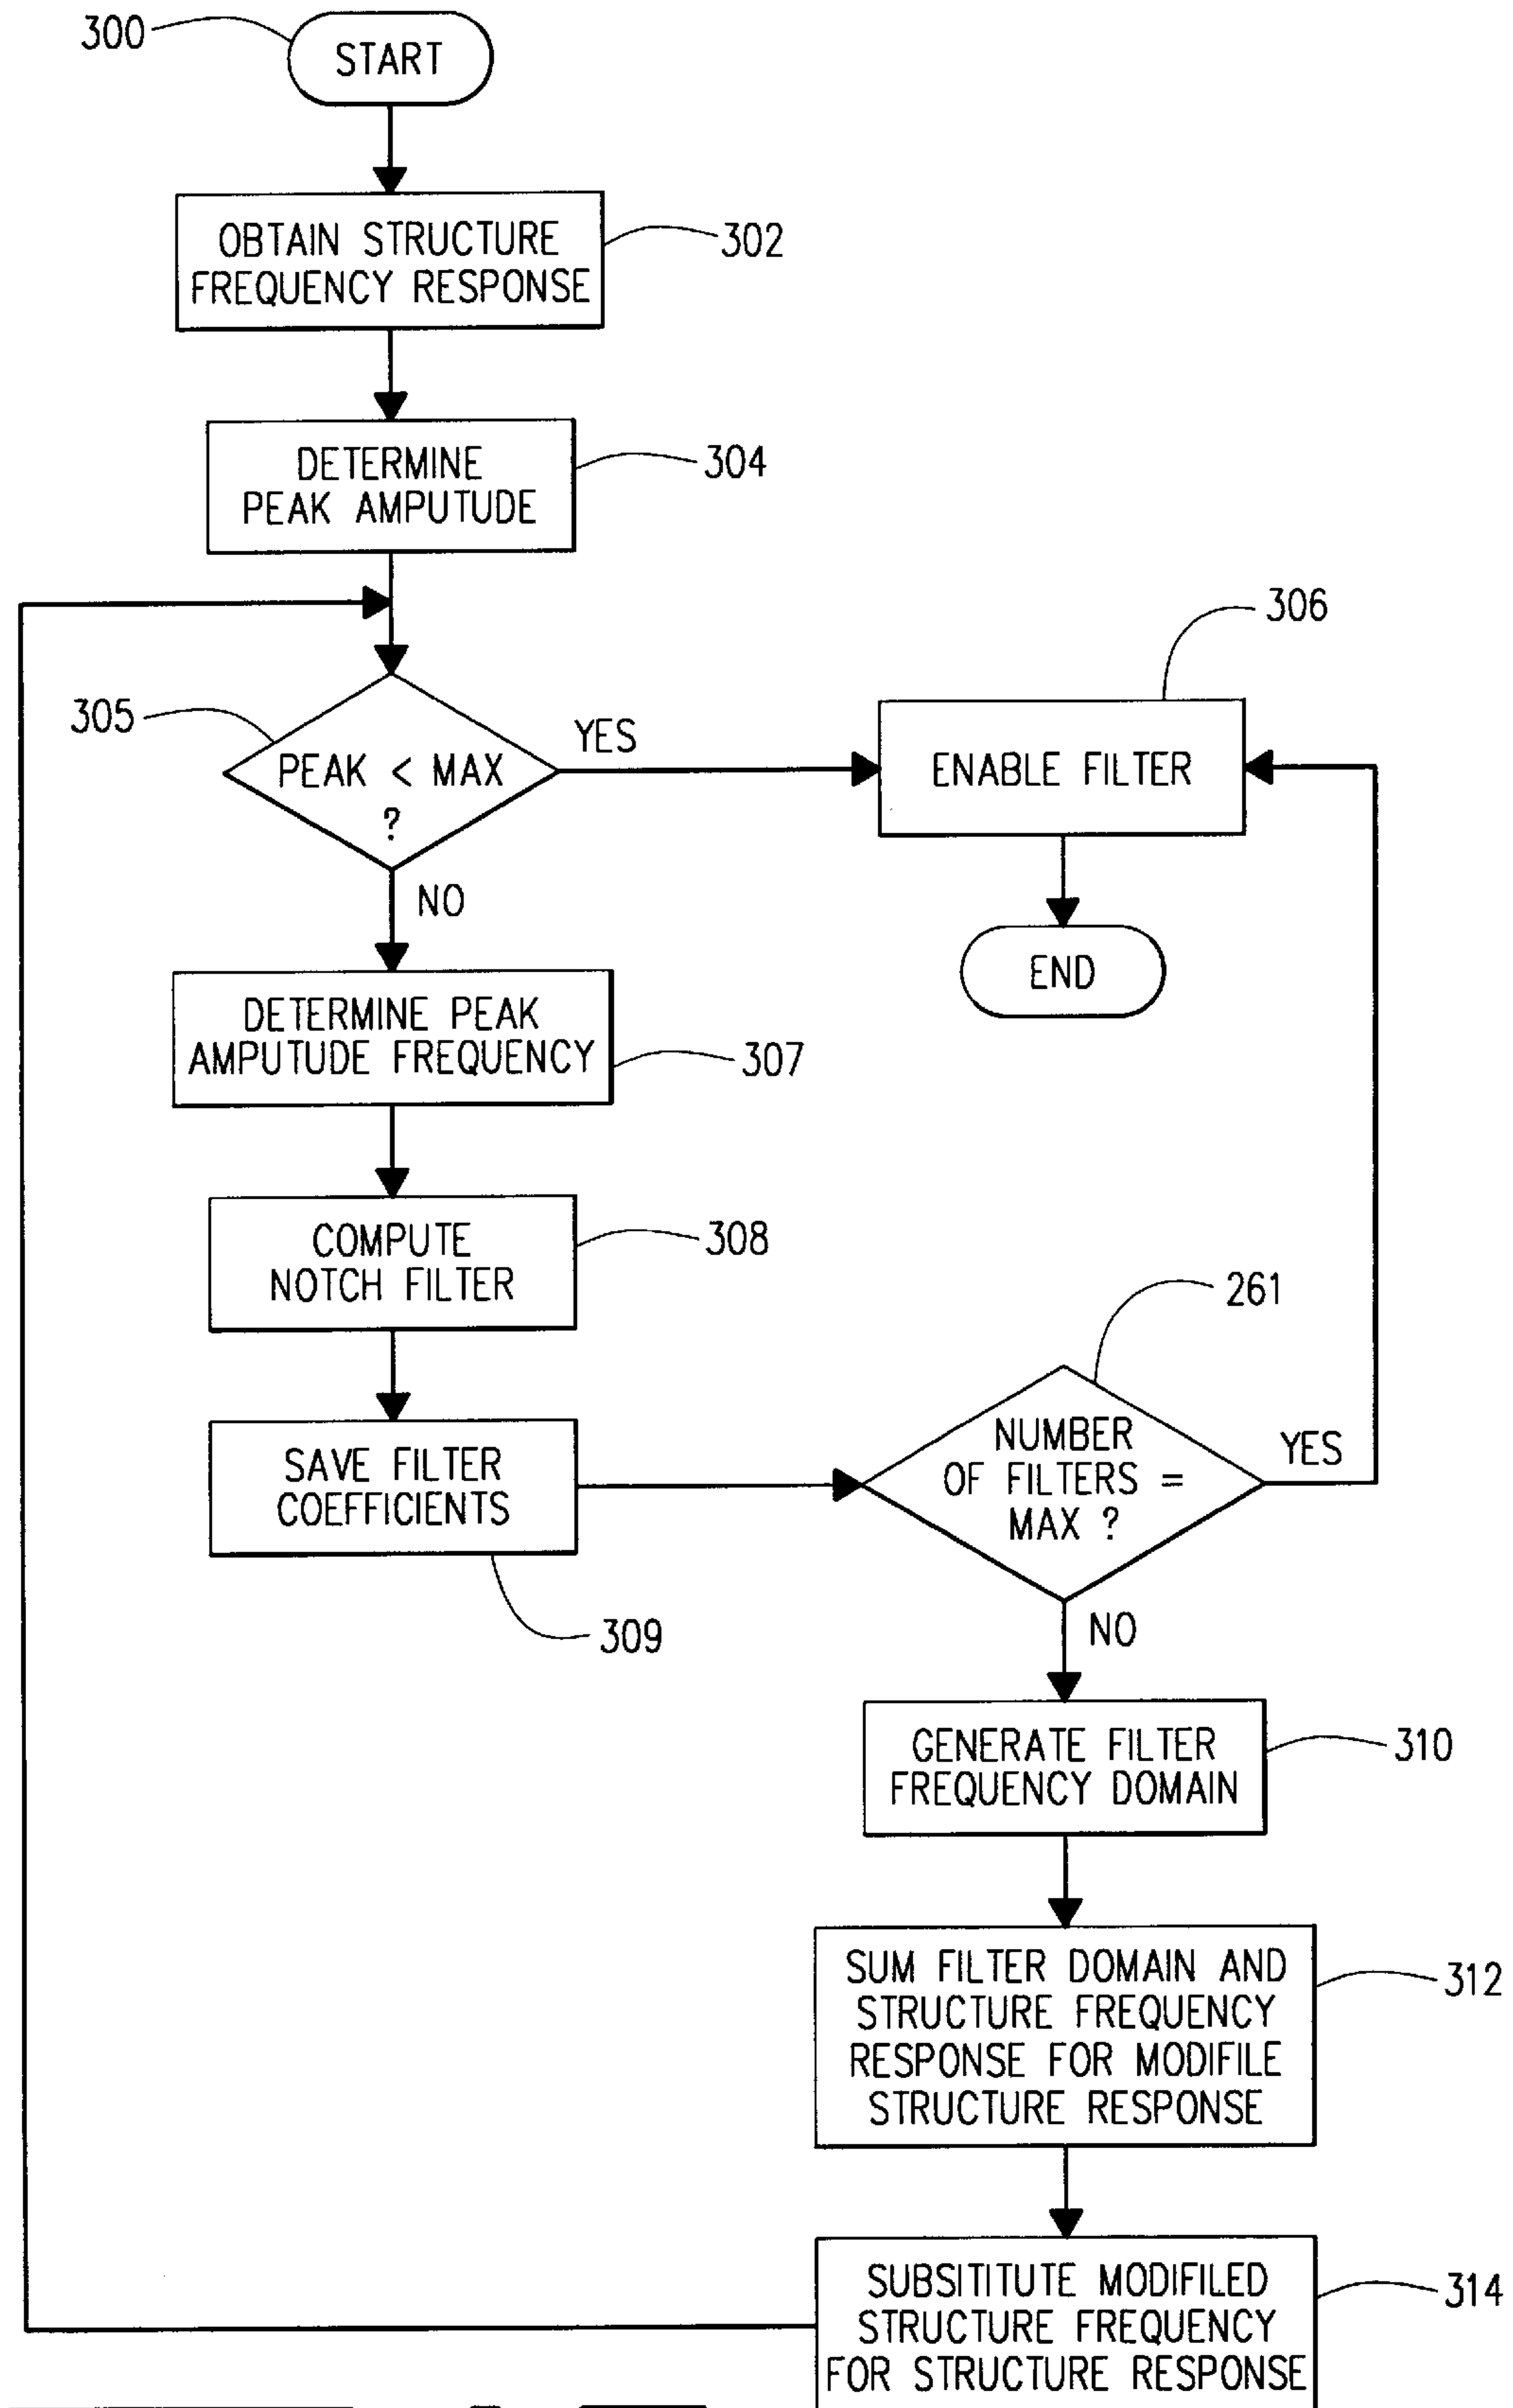 300
START
OBTAIN STRUCTURE
FREQUENCY RESPONSE
302
DETERMINE
PEAK AMPUTUDE
304
305
PEAK < MAX
?
YES
NO
306
ENABLE FILTER
END
DETERMINE PEAK
AMPUTUDE FREQUENCY
307
COMPUTE
NOTCH FILTER
308
SAVE FILTER
COEFFICIENTS
309
261
NUMBER
OF FILTERS =
MAX ?
YES
NO
GENERATE FILTER
FREQUENCY DOMAIN
310
SUM FILTER DOMAIN AND
STRUCTURE FREQUENCY
RESPONSE FOR MODIFILE
STRUCTURE RESPONSE
312
SUBSITITUTE MODIFILED
STRUCTURE FREQUENCY
FOR STRUCTURE RESPONSE
314